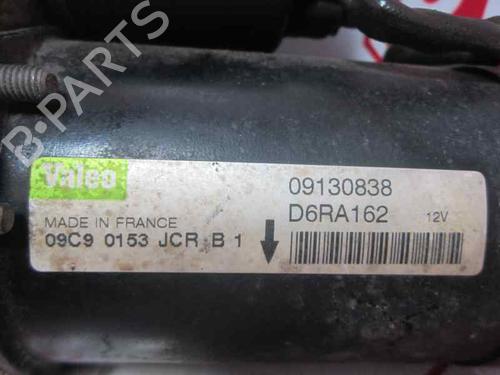 B-PARTS
Valeo
09130838
MADE IN FRANCE
D6RA162 12V
09C9 0153 JCR B 1